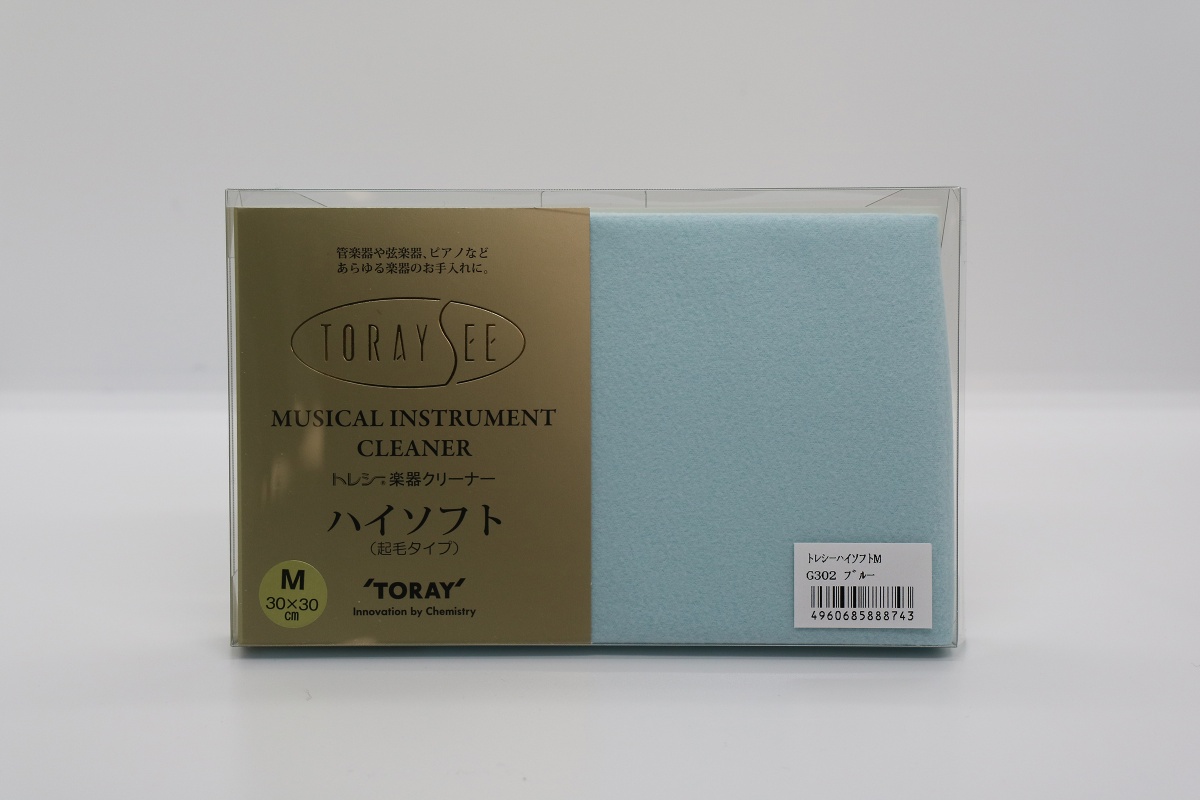 管楽器や弦楽器、ピアノなど
あらゆる楽器のお手入れに。
TORAYSEE
MUSICAL INSTRUMENT
CLEANER
トレシー®楽器クリーナー
ハイソフト
(起毛タイプ)
M
30×30
cm
'TORAY'
Innovation by Chemistry
トレシーハイソフトM
G302 ブルー
4960685888743